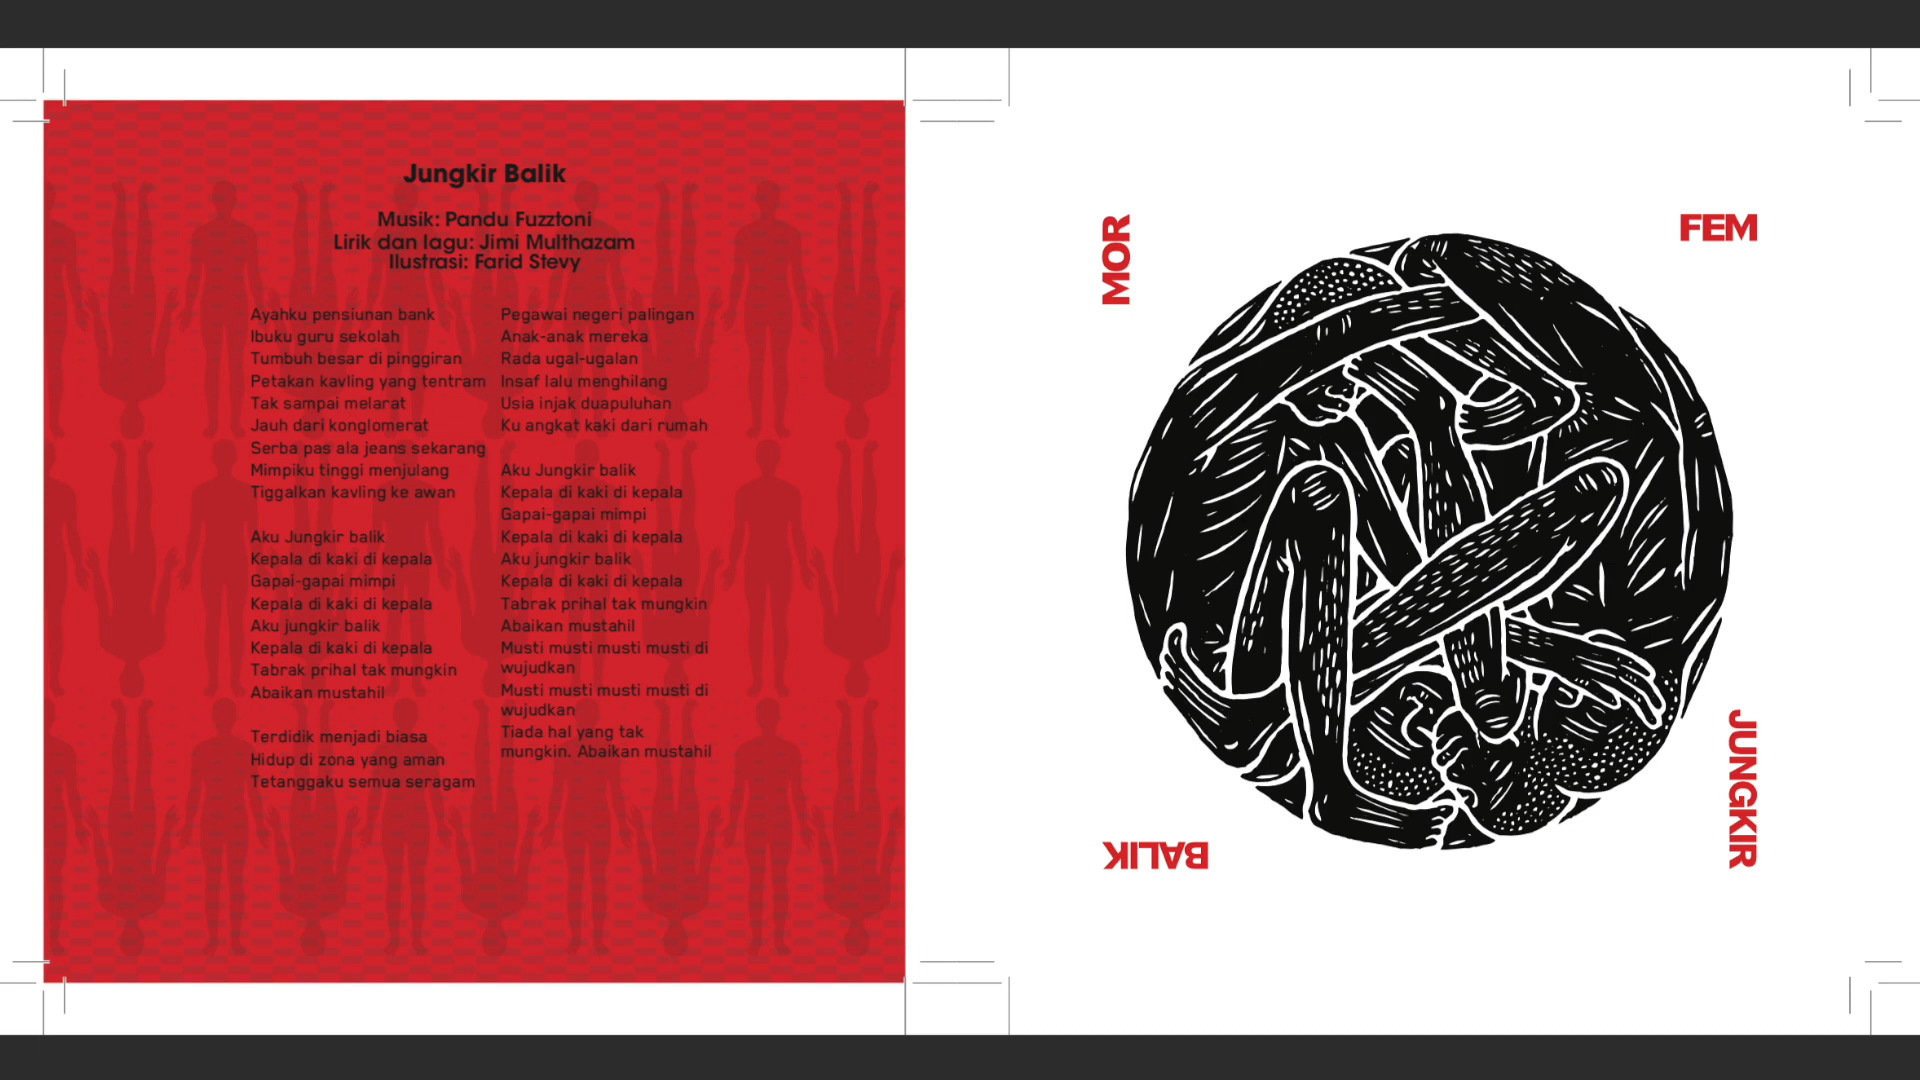 Jungkir Balik
Musik: Pandu Fuzztoni
Lirik dan lagu: Jimi Multhazam
Ilustrasi: Farid Stevy
Ayahku pensiunan bank
Ibuku guru sekolah
Tumbuh besar di pinggiran
Petakan kavling yang tentram
Tak sampai melarat
Jauh dari konglomerat
Serba pas ala jeans sekarang
Mimpiku tinggi menjulang
Tiggalkan kavling ke awan
Aku Jungkir balik
Kepala di kaki di kepala
Gapai-gapai mimpi
Kepala di kaki di kepala
Aku jungkir balik
Kepala di kaki di kepala
Tabrak prihal tak mungkin
Abaikan mustahil
Terdidik menjadi biasa
Hidup di zona yang aman
Tetanggaku semua seragam
Pegawai negeri palingan
Anak-anak mereka
Rada ugal-ugalan
Insaf lalu menghilang
Usia injak duapuluhan
Ku angkat kaki dari rumah
Aku Jungkir balik
Kepala di kaki di kepala
Gapai-gapai mimpi
Kepala di kaki di kepala
Aku jungkir balik
Kepala di kaki di kepala
Tabrak prihal tak mungkin
Abaikan mustahil
Musti musti musti musti di
wujudkan
Musti musti musti musti di
wujudkan
Tiada hal yang tak
mungkin. Abaikan mustahil
MOR
FEM
JUNGKIR
BALIK